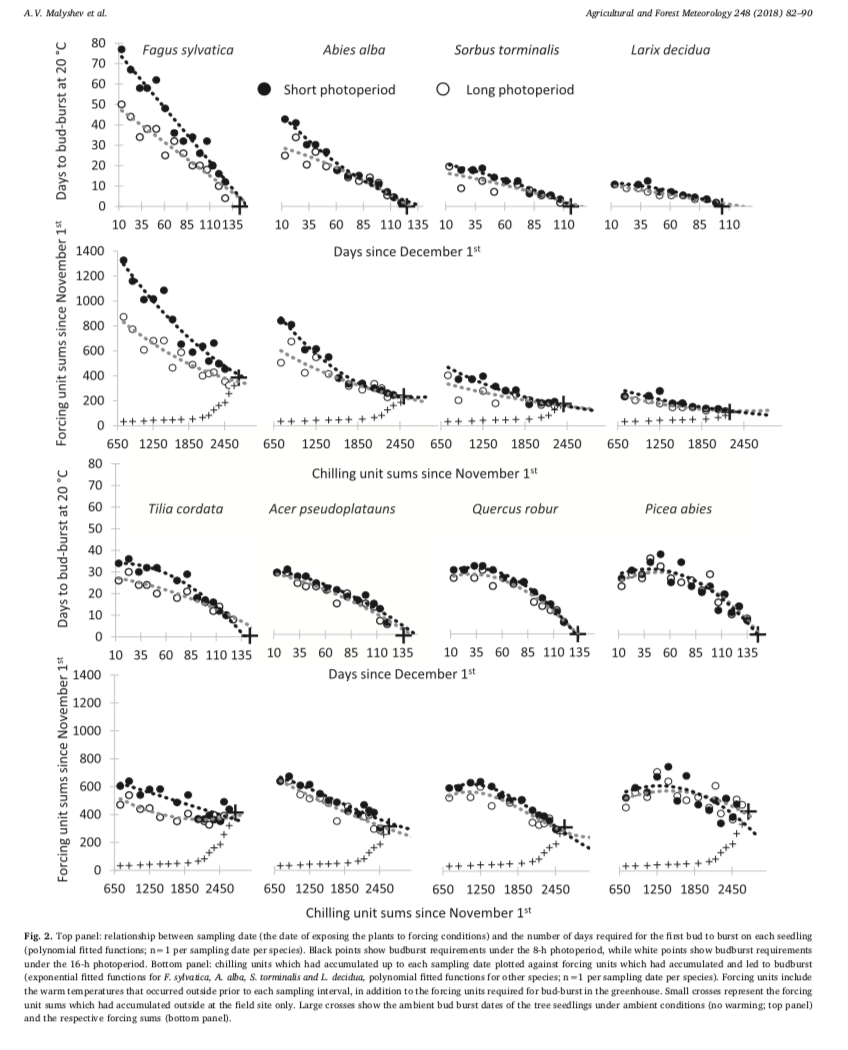 A. V. Malyshev et al.
Agricultural and Forest Meteorology 248 (2018) 82–90
Days to bud-burst at 20 °C
80
70
60
50
40
30
20
10
0
Fagus sylvatica
Abies alba
Sorbus torminalis
Larix decidua
Short photoperiod
Long photoperiod
10 35 60 85 110 135
10 35 60 85 110 135
10 35 60 85 110
10 35 60 85 110
Days since December 1st
Forcing unit sums since November 1st
1400
1200
1000
800
600
400
200
0
650 1250 1850 2450
650 1250 1850 2450
650 1250 1850 2450
650 1250 1850 2450
Chilling unit sums since November 1st
Days to bud-burst at 20 °C
80
70
60
50
40
30
20
10
0
Tilia cordata
Acer pseudoplatauns
Quercus robur
Picea abies
10 35 60 85 110 135
10 35 60 85 110 135
10 35 60 85 110 135
10 35 60 85 110 135
Days since December 1st
Forcing unit sums since November 1st
1400
1200
1000
800
600
400
200
0
650 1250 1850 2450
650 1250 1850 2450
650 1250 1850 2450
650 1250 1850 2450
Chilling unit sums since November 1st
Fig. 2. Top panel: relationship between sampling date (the date of exposing the plants to forcing conditions) and the number of days required for the first bud to burst on each seedling
(polynomial fitted functions; n=1 per sampling date per species). Black points show budburst requirements under the 8-h photoperiod, while white points show budburst requirements
under the 16-h photoperiod. Bottom panel: chilling units which had accumulated up to each sampling date plotted against forcing units which had accumulated and led to budburst
(exponential fitted functions for F. sylvatica, A. alba, S. torminalis and L. decidua, polynomial fitted functions for other species; n=1 per sampling date per species). Forcing units include
the warm temperatures that occurred outside prior to each sampling interval, in addition to the forcing units required for bud-burst in the greenhouse. Small crosses represent the forcing
unit sums which had accumulated outside at the field site only. Large crosses show the ambient bud burst dates of the tree seedlings under ambient conditions (no warming; top panel)
and the respective forcing sums (bottom panel).